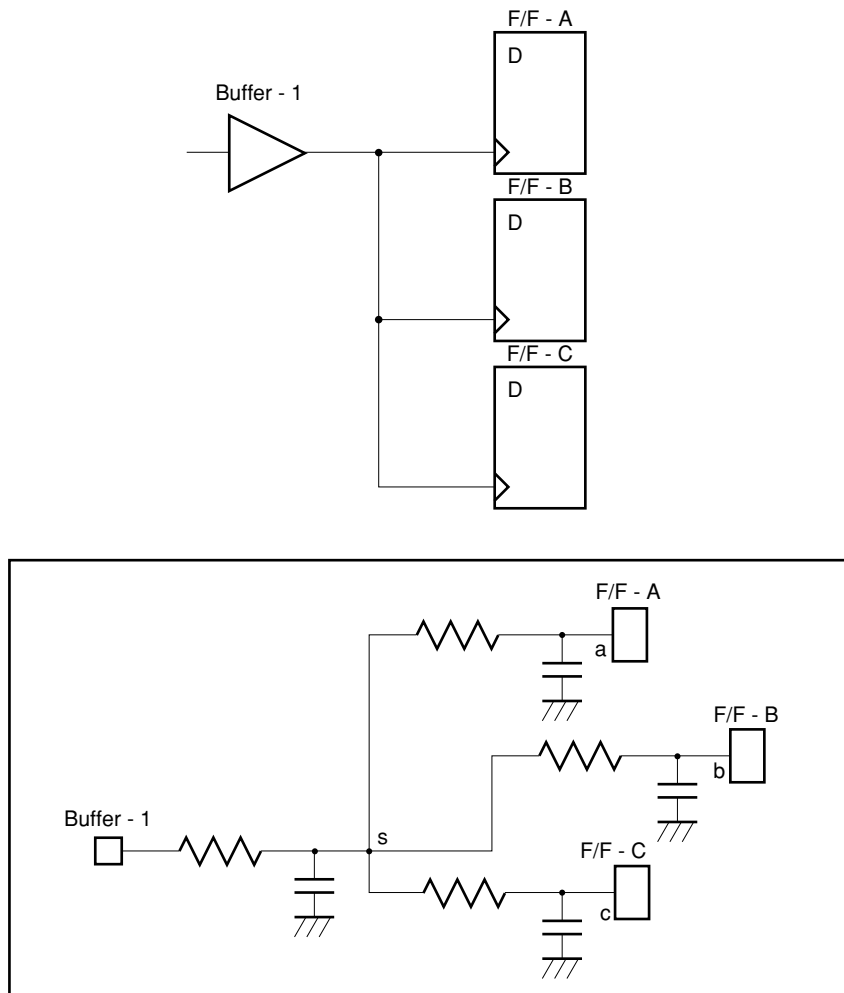 F/F - A
D
Buffer - 1
F/F - B
D
F/F - C
D
F/F - A
a
F/F - B
b
Buffer - 1
s
F/F - C
c